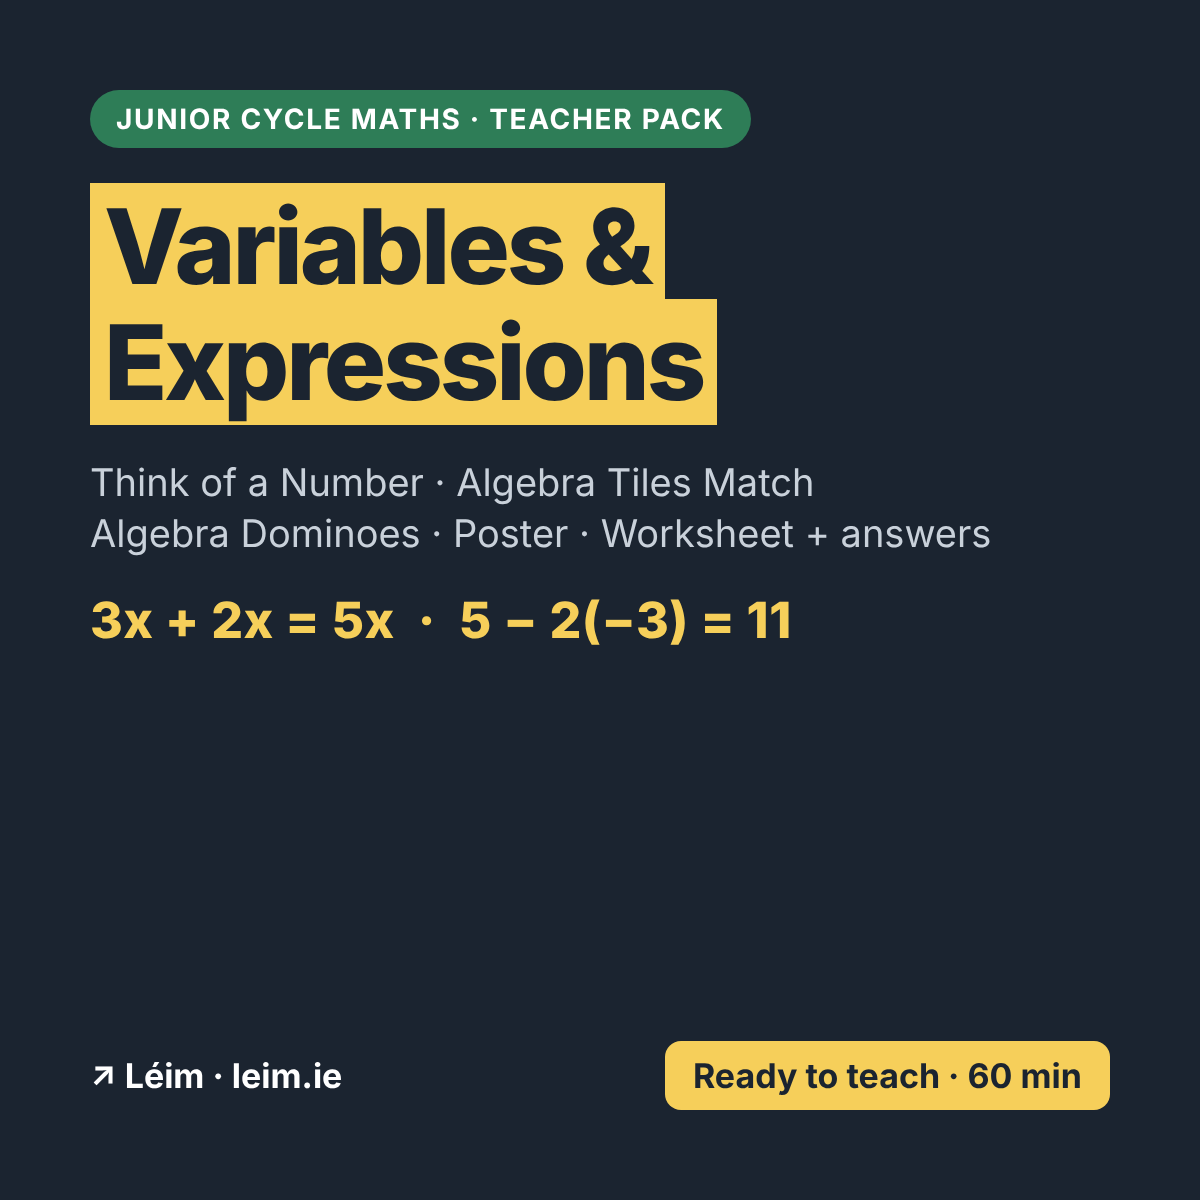 JUNIOR CYCLE MATHS · TEACHER PACK
Variables &
Expressions
Think of a Number · Algebra Tiles Match
Algebra Dominoes · Poster · Worksheet + answers
3x + 2x = 5x · 5 − 2(−3) = 11
↗ Léim · leim.ie
Ready to teach · 60 min